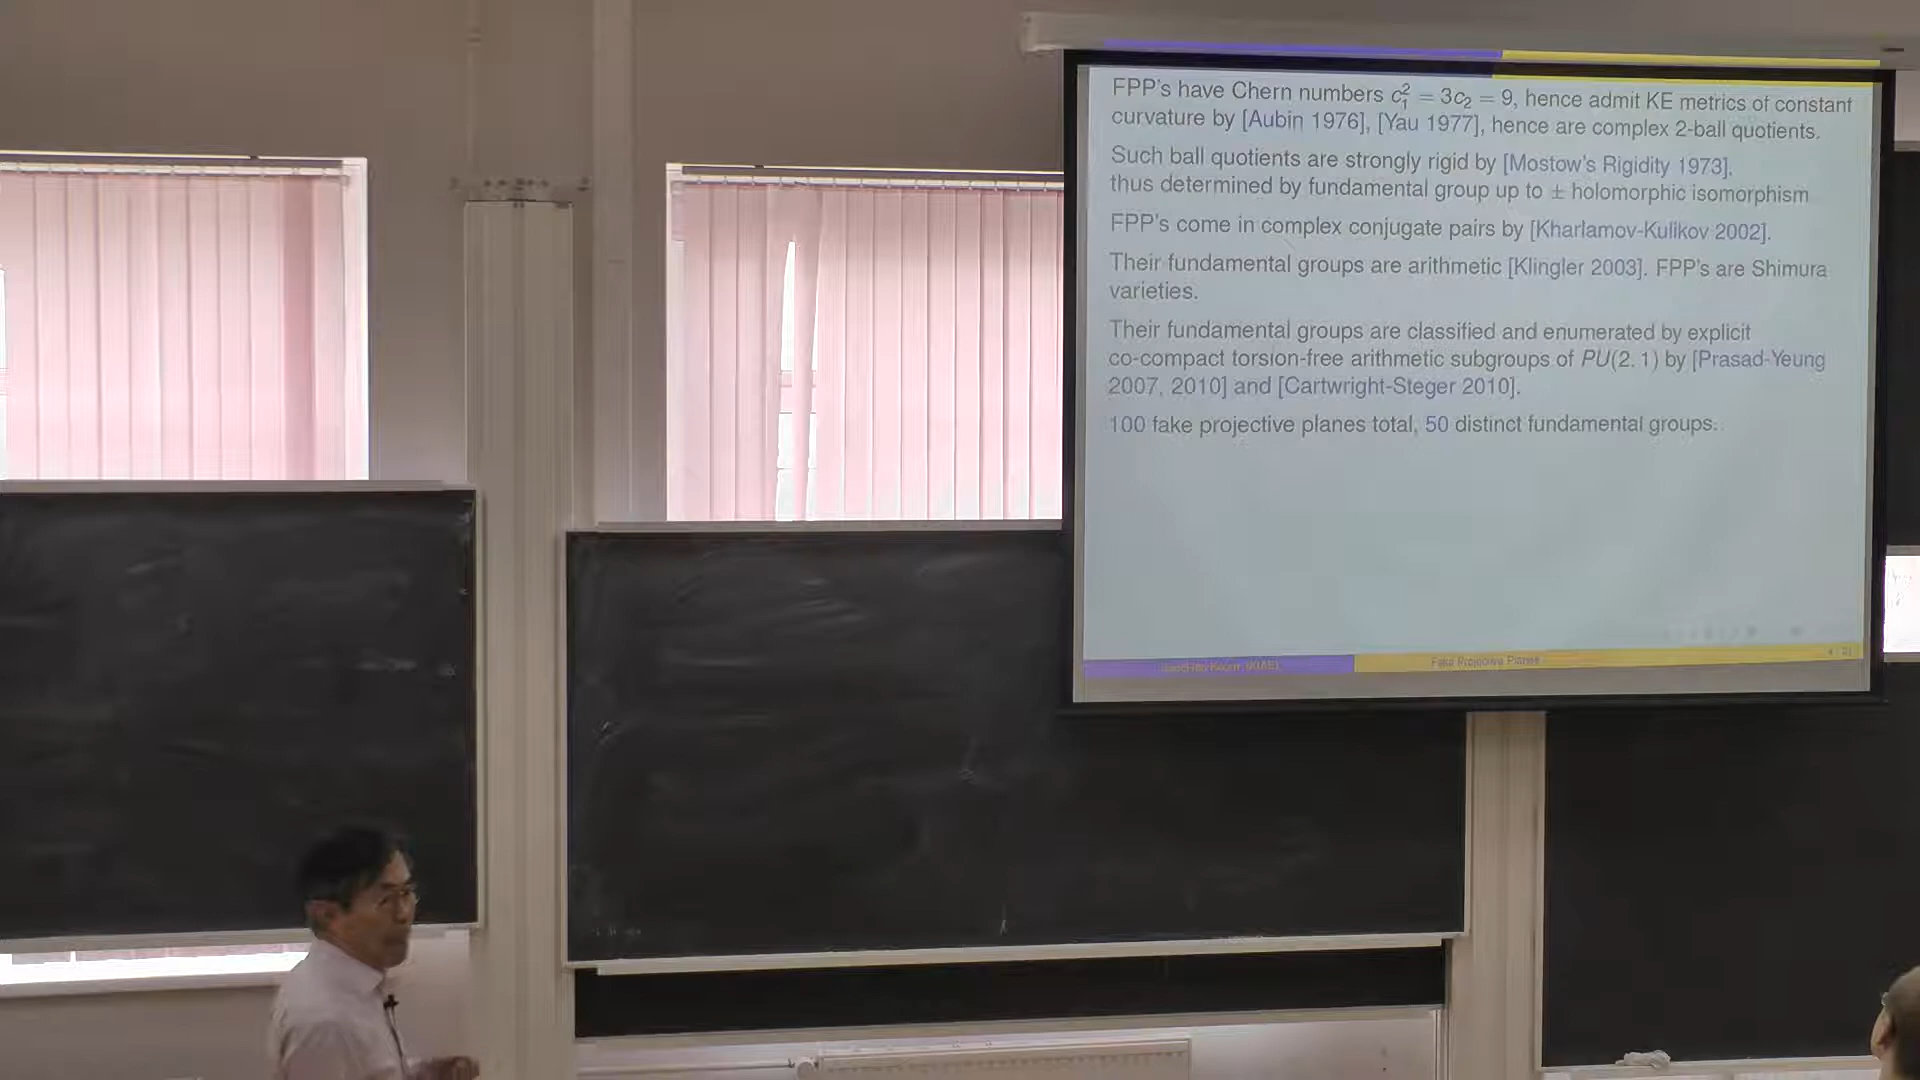 FPP's have Chern numbers c₁² = 3c₂ = 9, hence admit KE metrics of constant
curvature by [Aubin 1976], [Yau 1977], hence are complex 2-ball quotients.
Such ball quotients are strongly rigid by [Mostow's Rigidity 1973].
thus determined by fundamental group up to ± holomorphic isomorphism
FPP's come in complex conjugate pairs by [Kharlamov-Kulikov 2002].
Their fundamental groups are arithmetic [Klingler 2003]. FPP's are Shimura
varieties.
Their fundamental groups are classified and enumerated by explicit
co-compact torsion-free arithmetic subgroups of PU(2, 1) by [Prasad-Yeung
2007, 2010] and [Cartwright-Steger 2010].
100 fake projective planes total, 50 distinct fundamental groups.
Fake Projective Planes